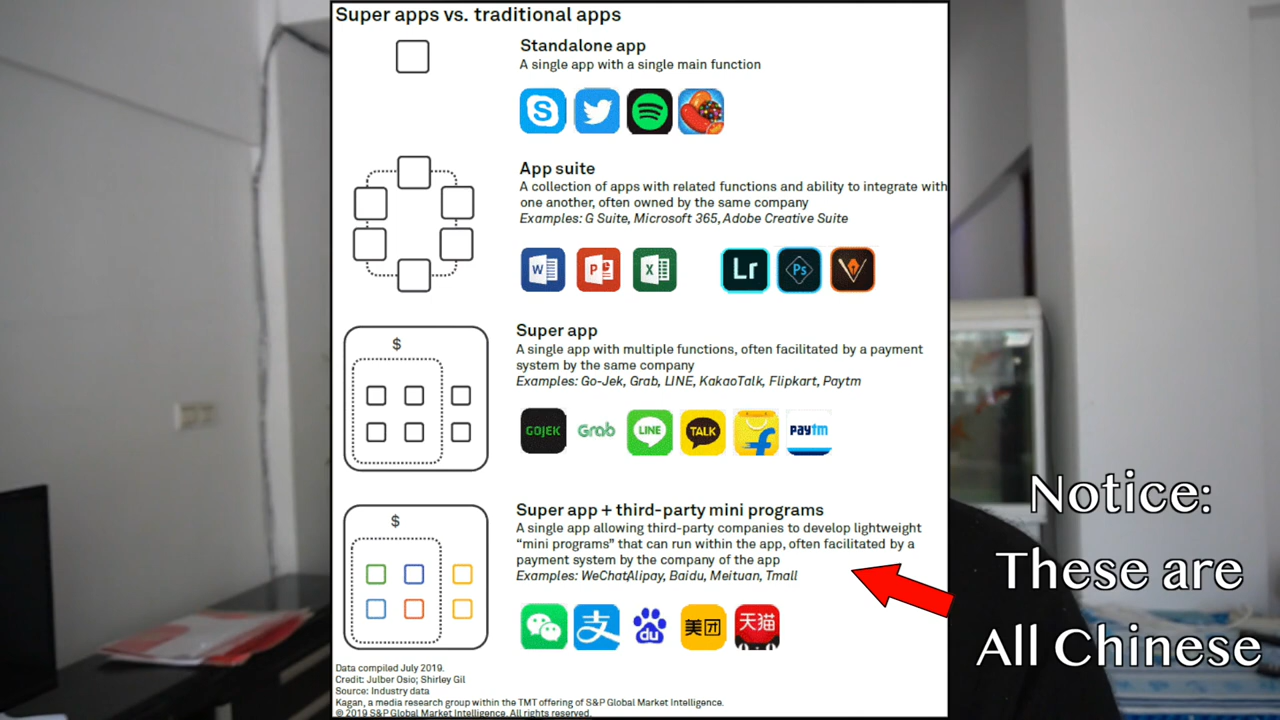 Super apps vs. traditional apps
Standalone app
A single app with a single main function
S
App suite
A collection of apps with related functions and ability to integrate with
one another, often owned by the same company
Examples: G Suite, Microsoft 365, Adobe Creative Suite
W P X Lr Ps
Super app
$
A single app with multiple functions, often facilitated by a payment
system by the same company
Examples: Go-Jek, Grab, LINE, KakaoTalk, Flipkart, Paytm
GOJEK Grab LINE TALK f paytm
Super app + third-party mini programs
$
A single app allowing third-party companies to develop lightweight
“mini programs” that can run within the app, often facilitated by a
payment system by the company of the app
Examples: WeChat,Alipay, Baidu, Meituan, Tmall
支 du 美团 天猫
Notice:
These are
All Chinese
Data compiled July 2019.
Credit: Julber Osio; Shirley Gil
Source: Industry data
Kagan, a media research group within the TMT offering of S&P Global Market Intelligence.
© 2019 S&P Global Market Intelligence. All rights reserved.